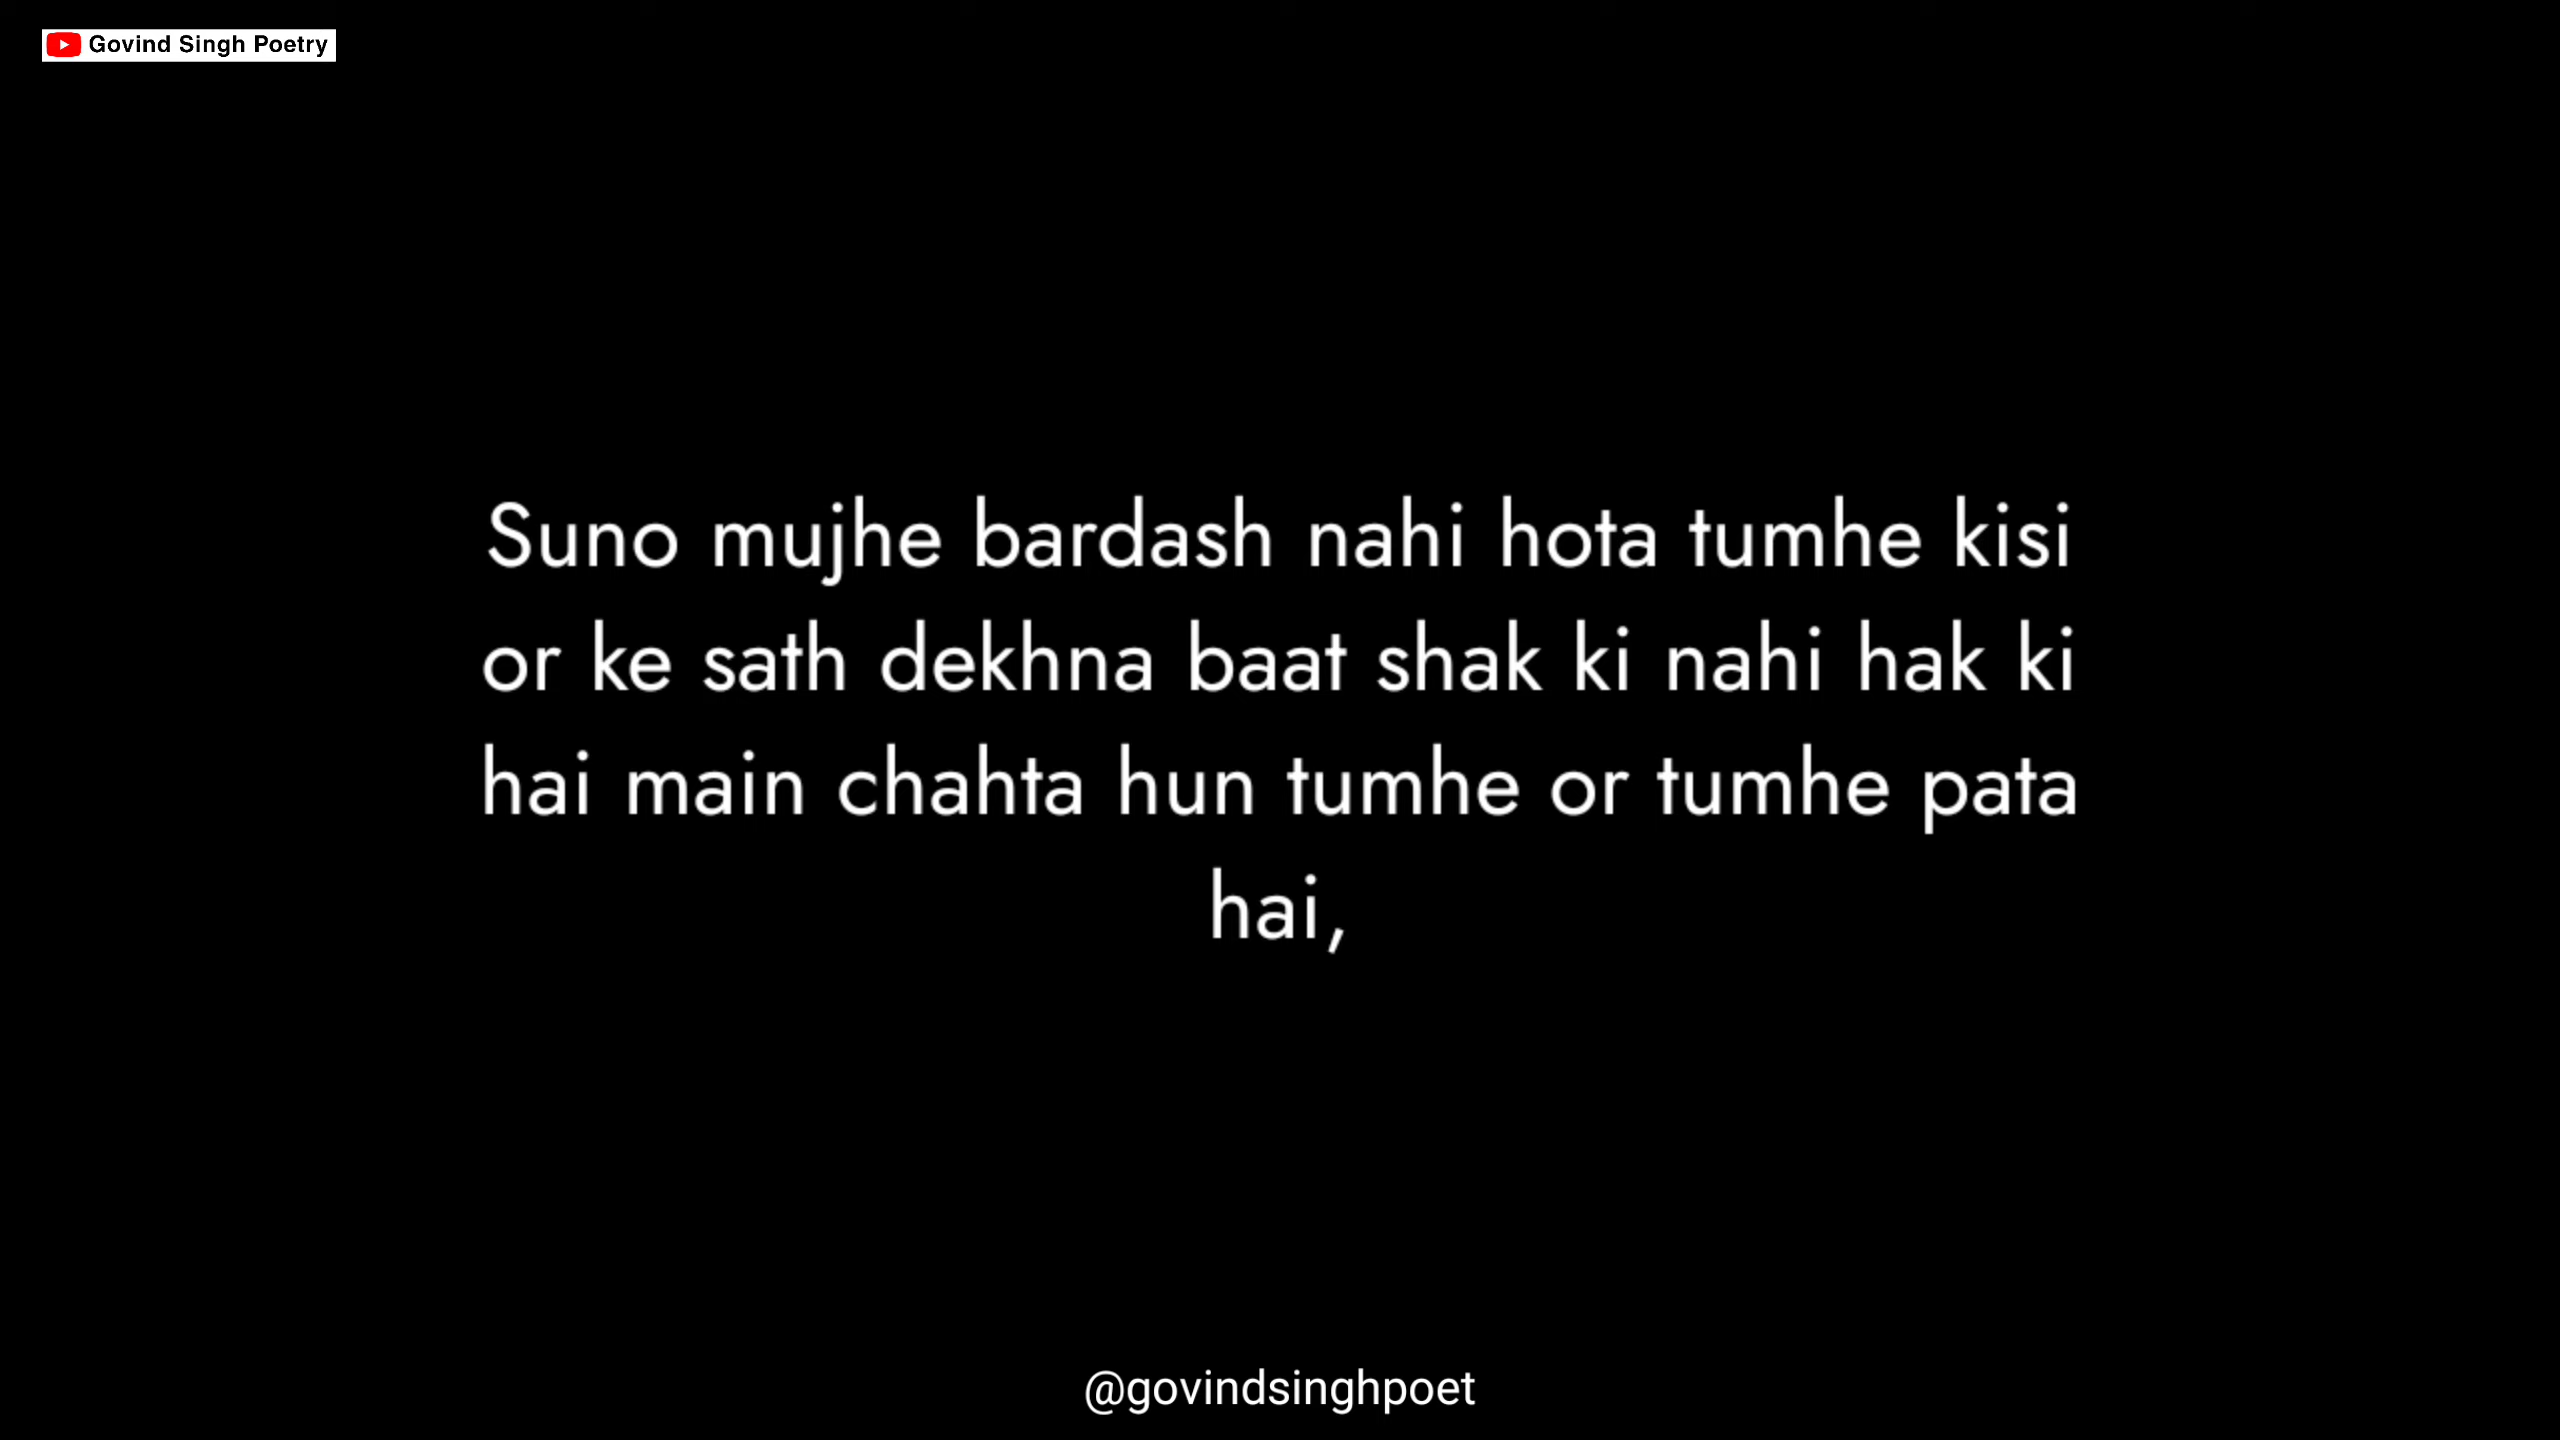 Govind Singh Poetry
Suno mujhe bardash nahi hota tumhe kisi
or ke sath dekhna baat shak ki nahi hak ki
hai main chahta hun tumhe or tumhe pata
hai,
@govindsinghpoet